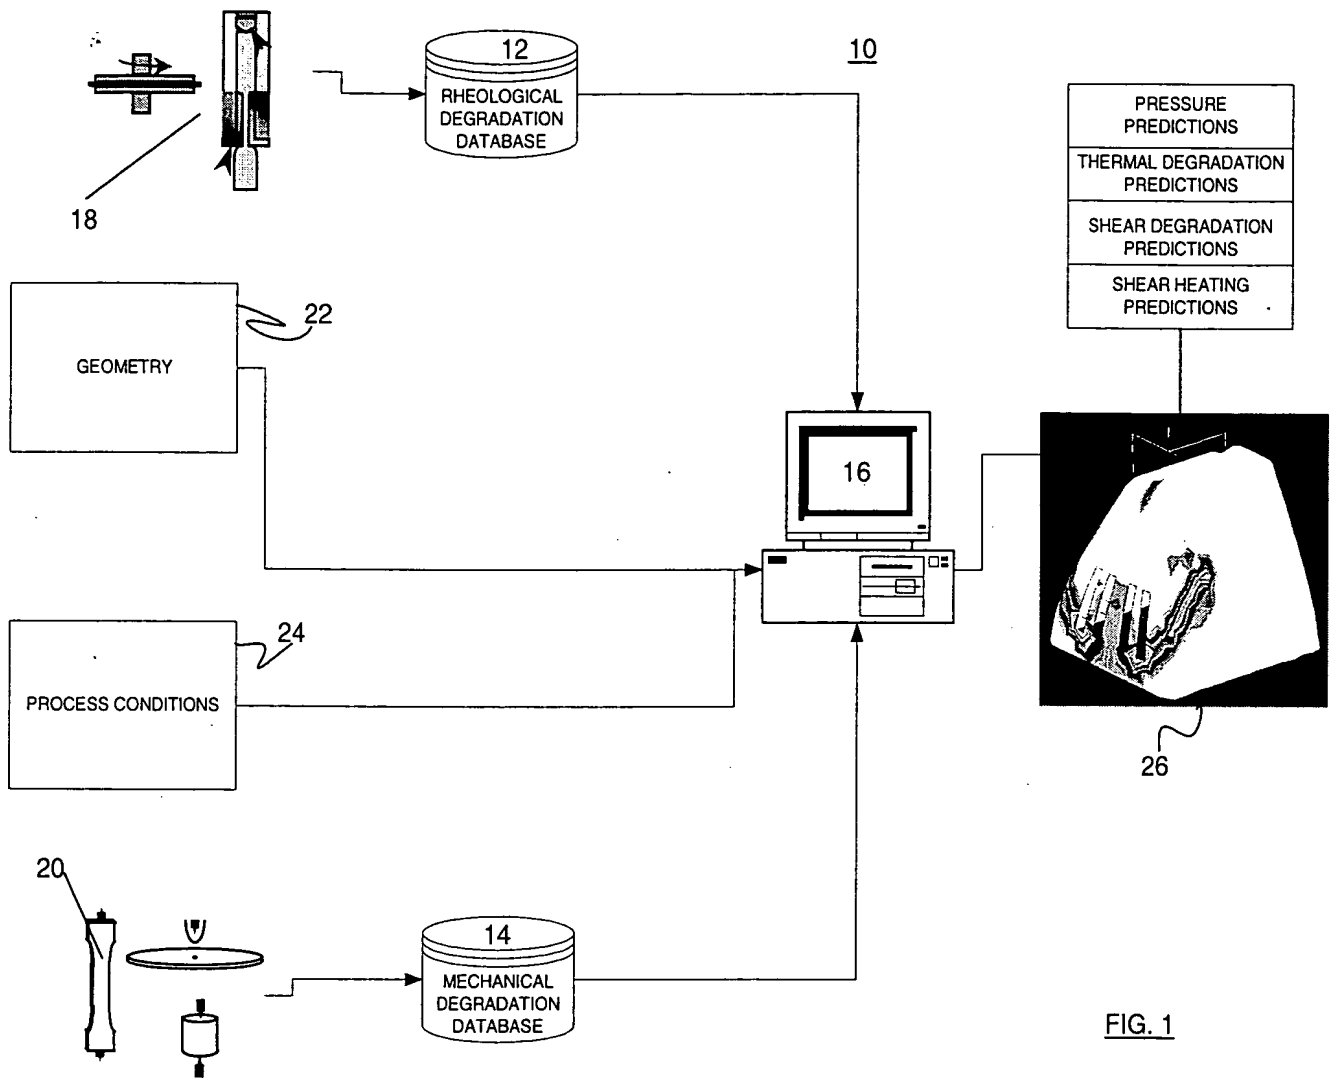 10
12
RHEOLOGICAL
DEGRADATION
DATABASE
18
PRESSURE
PREDICTIONS
THERMAL DEGRADATION
PREDICTIONS
SHEAR DEGRADATION
PREDICTIONS
SHEAR HEATING
PREDICTIONS
22
GEOMETRY
16
24
PROCESS CONDITIONS
26
20
14
MECHANICAL
DEGRADATION
DATABASE
FIG. 1